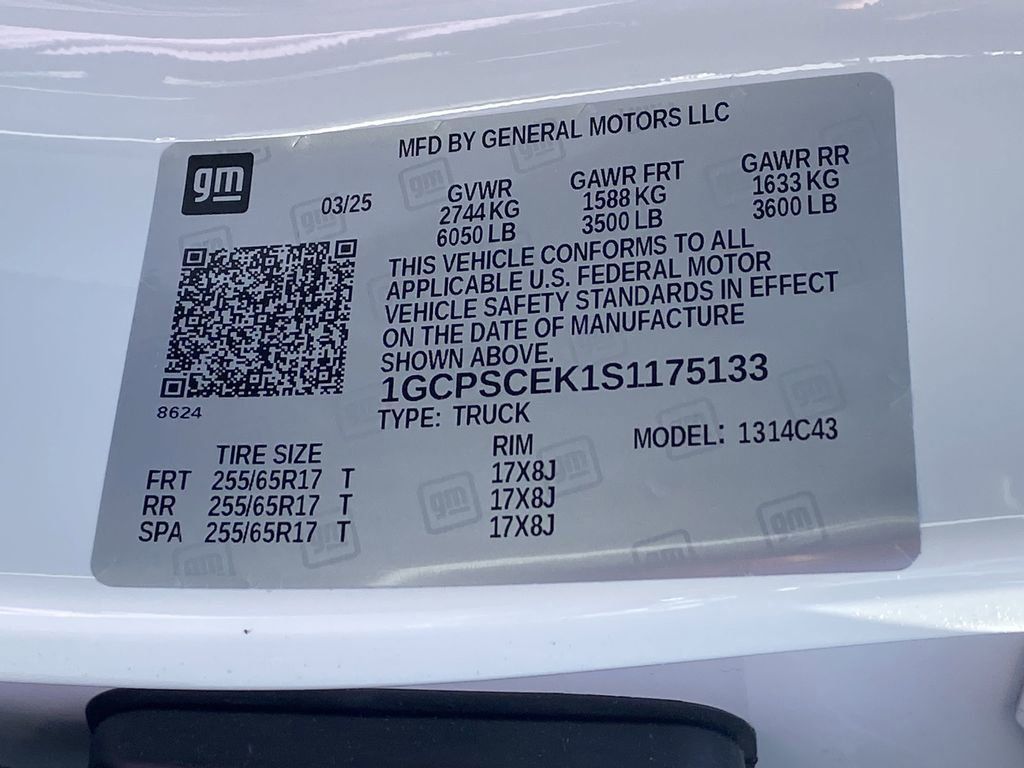 MFD BY GENERAL MOTORS LLC
gm
03/25
GVWR
2744 KG
6050 LB
GAWR FRT
1588 KG
3500 LB
GAWR RR
1633 KG
3600 LB
THIS VEHICLE CONFORMS TO ALL
APPLICABLE U.S. FEDERAL MOTOR
VEHICLE SAFETY STANDARDS IN EFFECT
ON THE DATE OF MANUFACTURE
SHOWN ABOVE.
1GCPSCEK1S1175133
8624
TYPE: TRUCK
MODEL: 1314C43
TIRE SIZE RIM
FRT 255/65R17 T 17X8J
RR 255/65R17 T 17X8J
SPA 255/65R17 T 17X8J